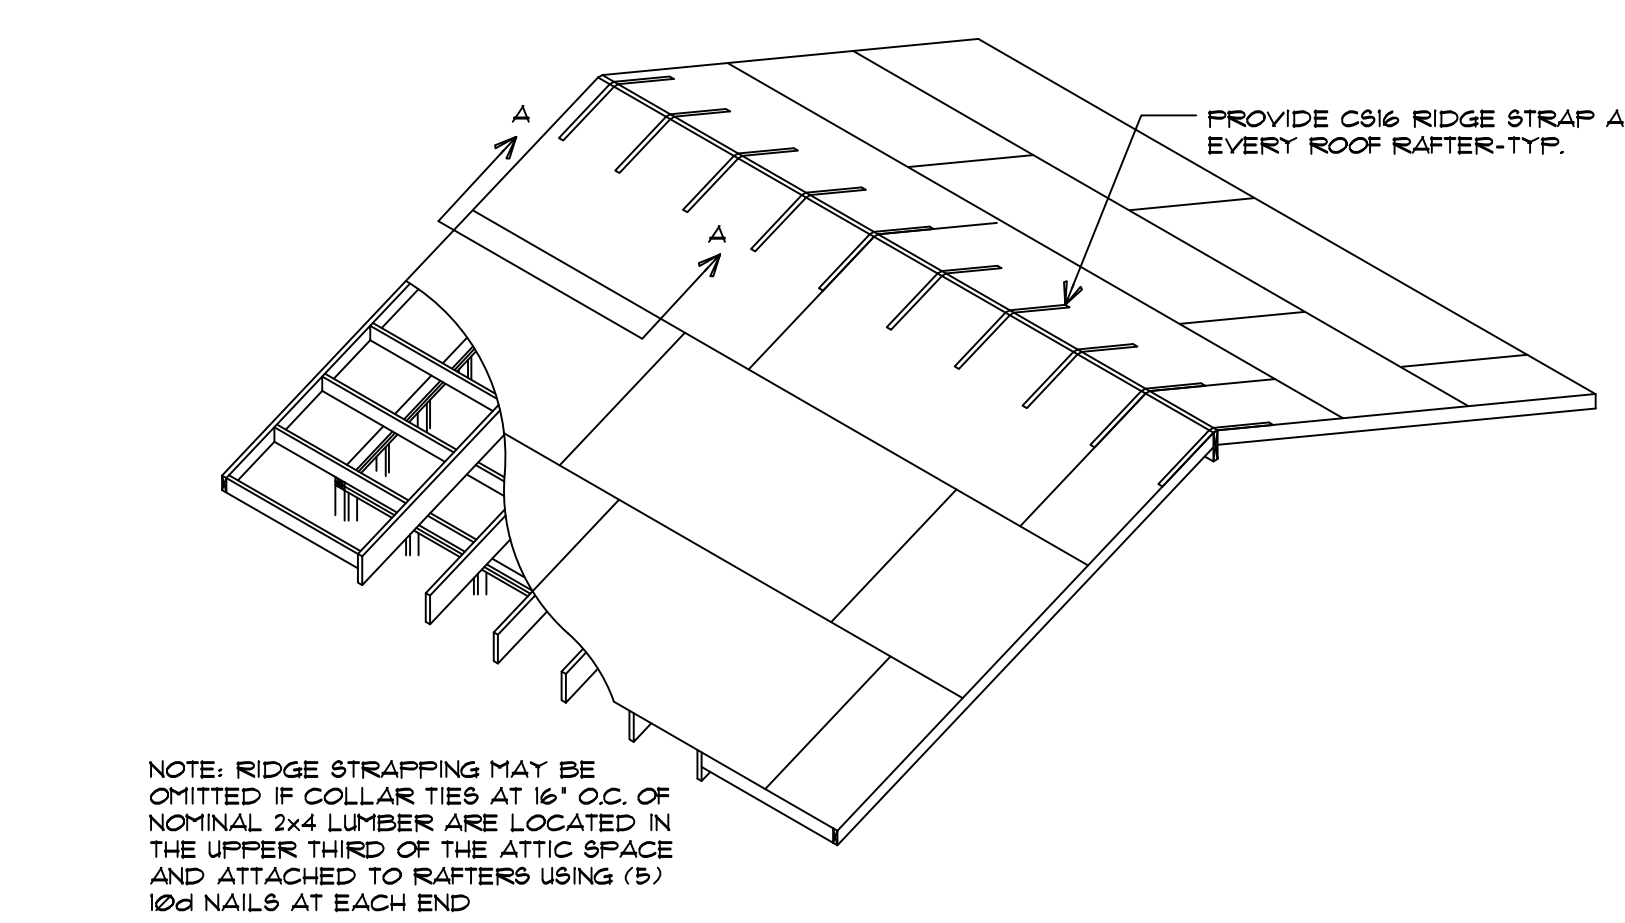 A
PROVIDE CS16 RIDGE STRAP A
EVERY ROOF RAFTER-TYP.
A
NOTE: RIDGE STRAPPING MAY BE
OMITTED IF COLLAR TIES AT 16" O.C. OF
NOMINAL 2x4 LUMBER ARE LOCATED IN
THE UPPER THIRD OF THE ATTIC SPACE
AND ATTACHED TO RAFTERS USING (5)
10d NAILS AT EACH END